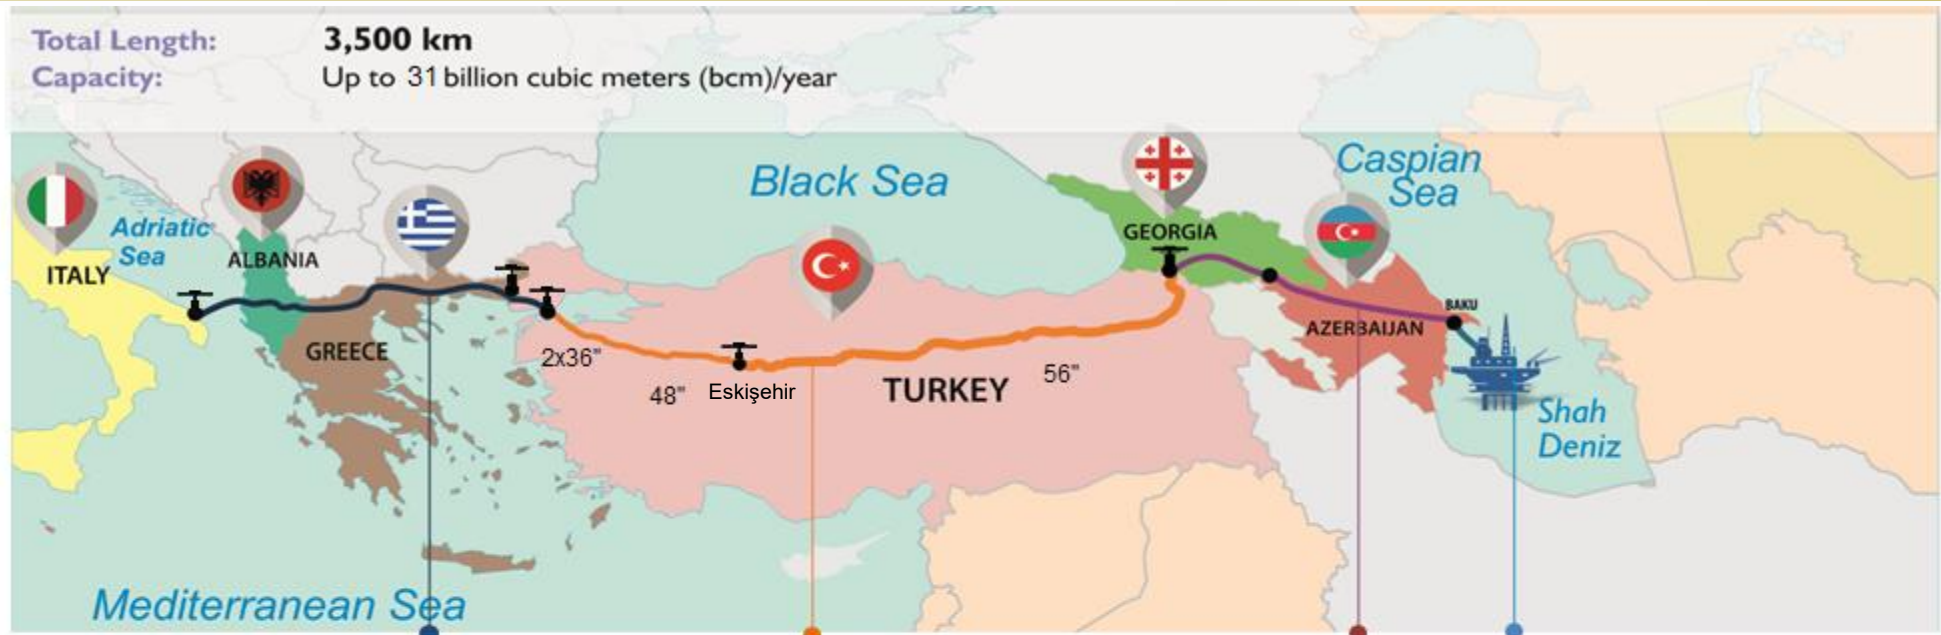 Total Length: 3,500 km
Capacity: Up to 31 billion cubic meters (bcm)/year
Black Sea
Caspian
Sea
Adriatic
Sea
ITALY
ALBANIA
GREECE
GEORGIA
AZERBAIJAN
BAKU
2x36"
48"
Eskişehir
TURKEY
56"
Shah
Deniz
Mediterranean Sea